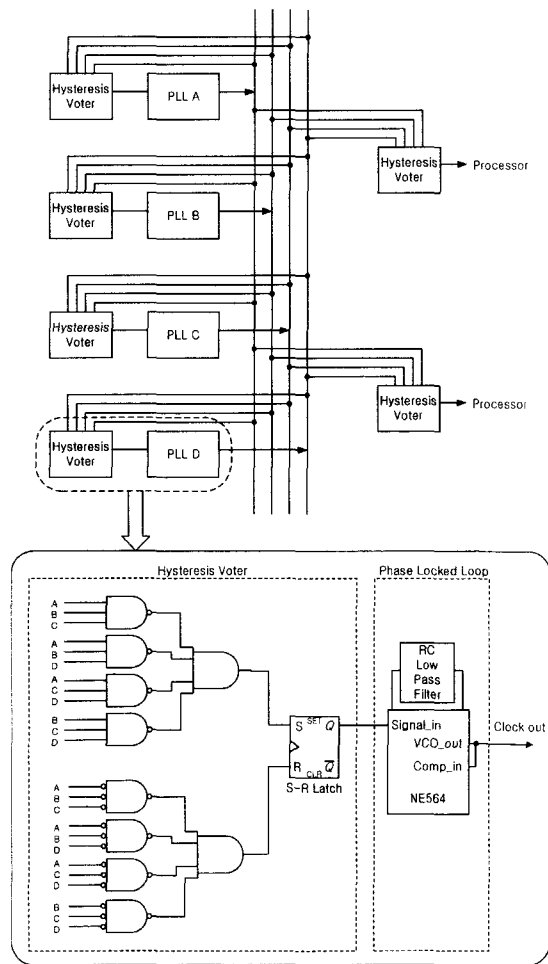 Hysteresis
Voter
PLL A
Hysteresis
Voter
Processor
Hysteresis
Voter
PLL B
Hysteresis
Voter
PLL C
Hysteresis
Voter
Processor
Hysteresis
Voter
PLL D
Hysteresis Voter
Phase Locked Loop
A
B
C
A
B
D
A
C
D
B
C
D
S SET Q
R CLR Q̅
S-R Latch
RC
Low
Pass
Filter
Signal_in
VCO_out
Comp_in
NE564
Clock out
A
B
C
A
B
D
A
C
D
B
C
D